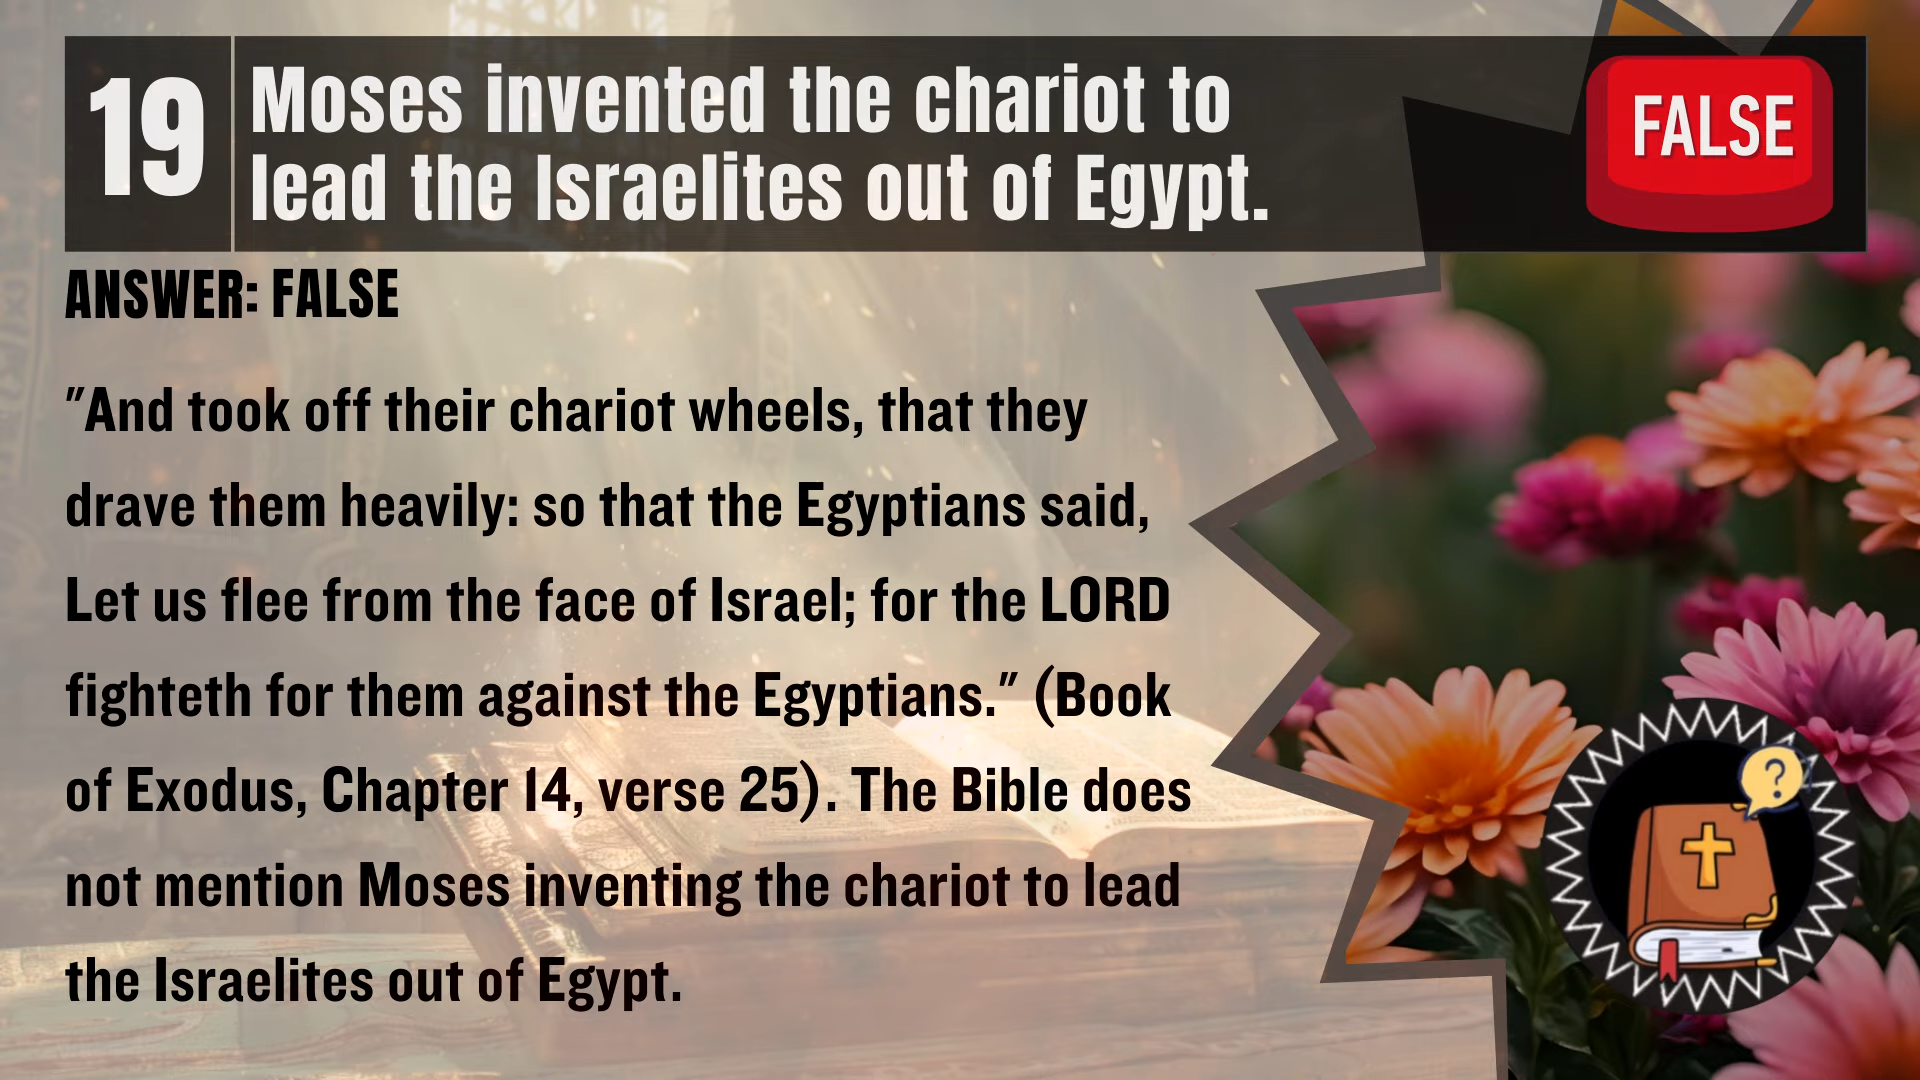 19
Moses invented the chariot to
lead the Israelites out of Egypt.
FALSE
ANSWER: FALSE
"And took off their chariot wheels, that they
drave them heavily: so that the Egyptians said,
Let us flee from the face of Israel; for the LORD
fighteth for them against the Egyptians." (Book
of Exodus, Chapter 14, verse 25). The Bible does
not mention Moses inventing the chariot to lead
the Israelites out of Egypt.
?